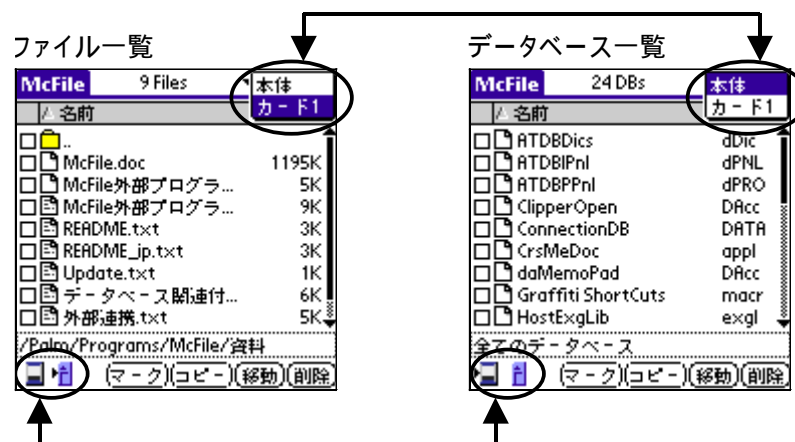 ファイル一覧
McFile 9 Files 本体
カード1
名前
..
McFile.doc 1195K
McFile外部プログラ... 5K
McFile外部プログラ... 9K
README.txt 3K
README_jp.txt 3K
Update.txt 1K
データベース関連付... 6K
外部連携.txt 5K
/Palm/Programs/McFile/資料
マーク コピー 移動 削除
データベース一覧
McFile 24 DBs 本体
カード1
名前
ATDBDics dDic
ATDBIPnl dPNL
ATDBPPnl dPRO
ClipperOpen DAcc
ConnectionDB DATA
CrsMeDoc appl
daMemoPad DAcc
Graffiti ShortCuts macr
HostExgLib exgl
全てのデータベース
マーク コピー 移動 削除